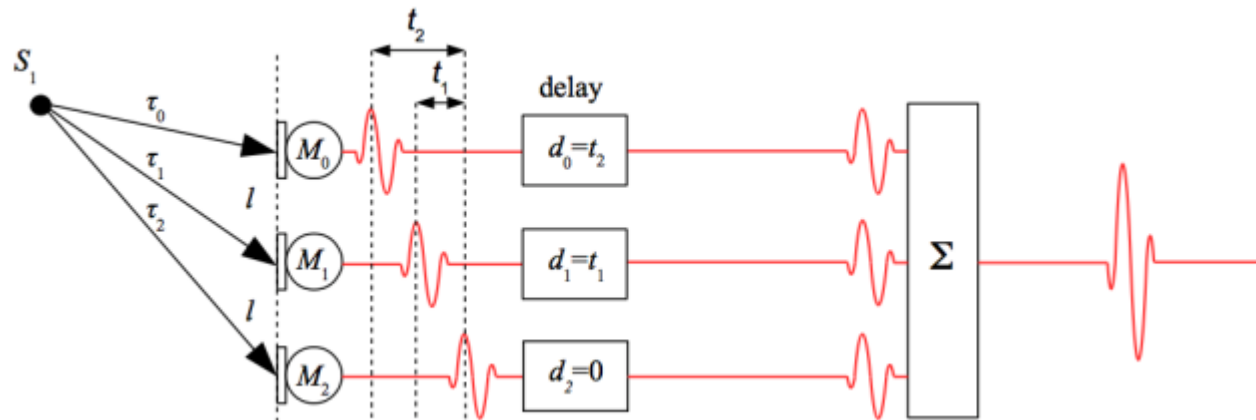 t₂
S₁
t₁
delay
τ₀
M₀
d₀=t₂
τ₁
l
τ₂
M₁
d₁=t₁
Σ
l
M₂
d₂=0